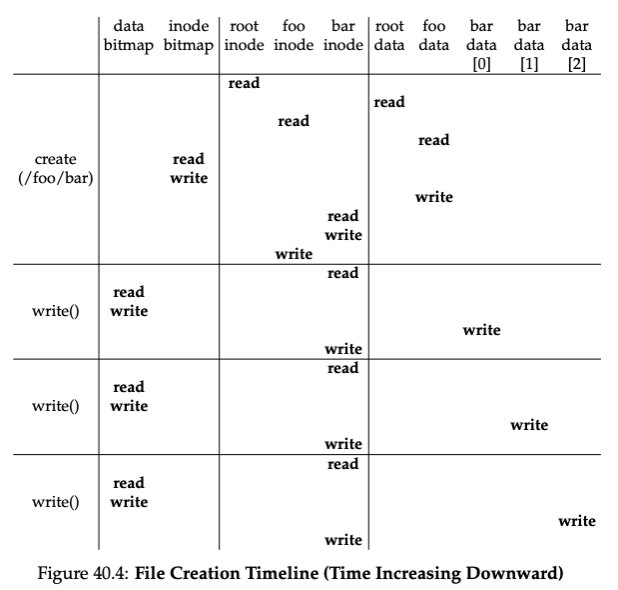 data inode root foo bar root foo bar bar bar
bitmap bitmap inode inode inode data data data data data
[0] [1] [2]
read
read
read
read
create read
(/foo/bar) write
write
read
write
write
read
read
write() write
write
write
read
read
write() write
write
write
read
read
write() write
write
write
Figure 40.4: File Creation Timeline (Time Increasing Downward)